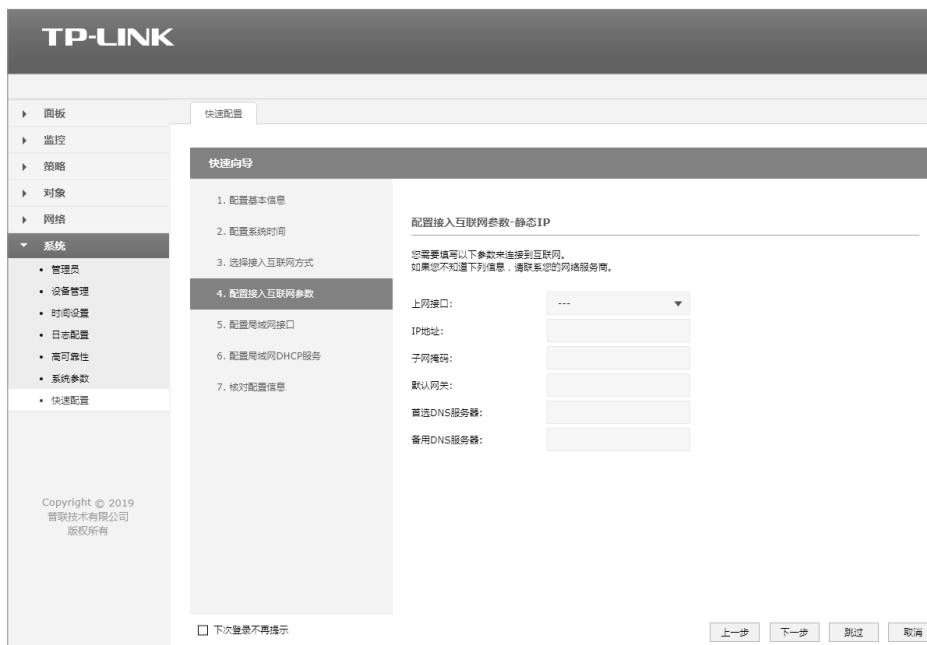 TP-LINK
面板
监控
策略
对象
网络
系统
管理员
设备管理
时间设置
日志配置
高可靠性
系统参数
快速配置
Copyright © 2019
普联技术有限公司
版权所有
快速配置
快速向导
1. 配置基本信息
2. 配置系统时间
3. 选择接入互联网方式
4. 配置接入互联网参数
5. 配置局域网接口
6. 配置局域网DHCP服务
7. 核对配置信息
配置接入互联网参数-静态IP
您需要填写以下参数来连接到互联网。
如果您不知道下列信息，请联系您的网络服务商。
上网接口: ---
IP地址:
子网掩码:
默认网关:
首选DNS服务器:
备用DNS服务器:
下次登录不再提示
上一步 下一步 跳过 取消